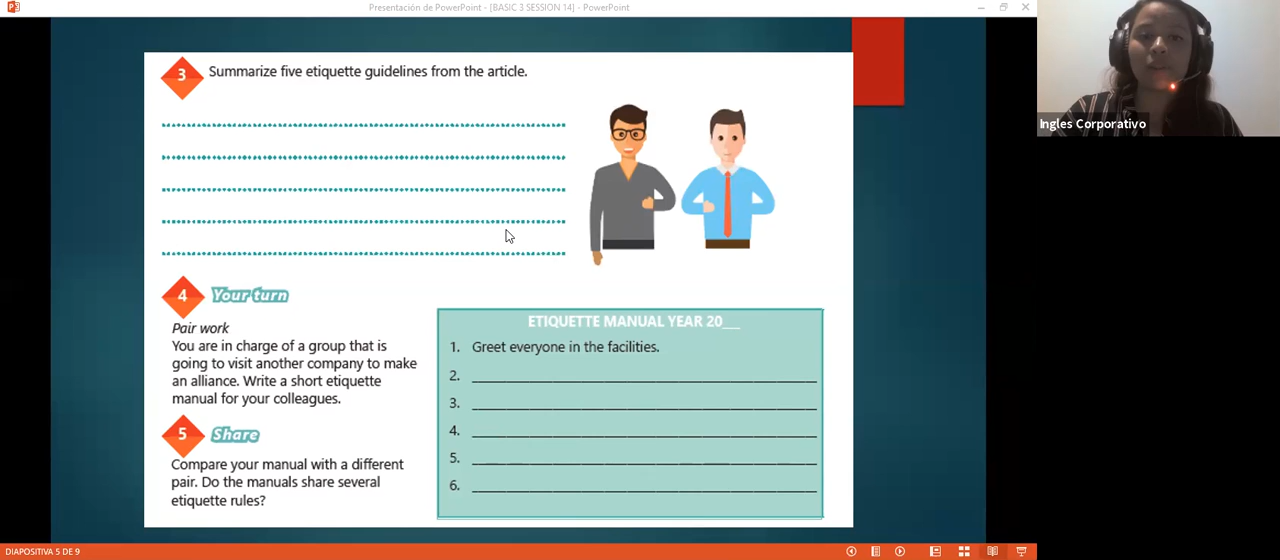 Presentación de PowerPoint - [BASIC 3 SESSION 14] - PowerPoint
Ingles Corporativo
3 Summarize five etiquette guidelines from the article.
4 Your turn
Pair work
You are in charge of a group that is
going to visit another company to make
an alliance. Write a short etiquette
manual for your colleagues.
5 Share
Compare your manual with a different
pair. Do the manuals share several
etiquette rules?
ETIQUETTE MANUAL YEAR 20__
1. Greet everyone in the facilities.
2.
3.
4.
5.
6.
DIAPOSITIVA 5 DE 9